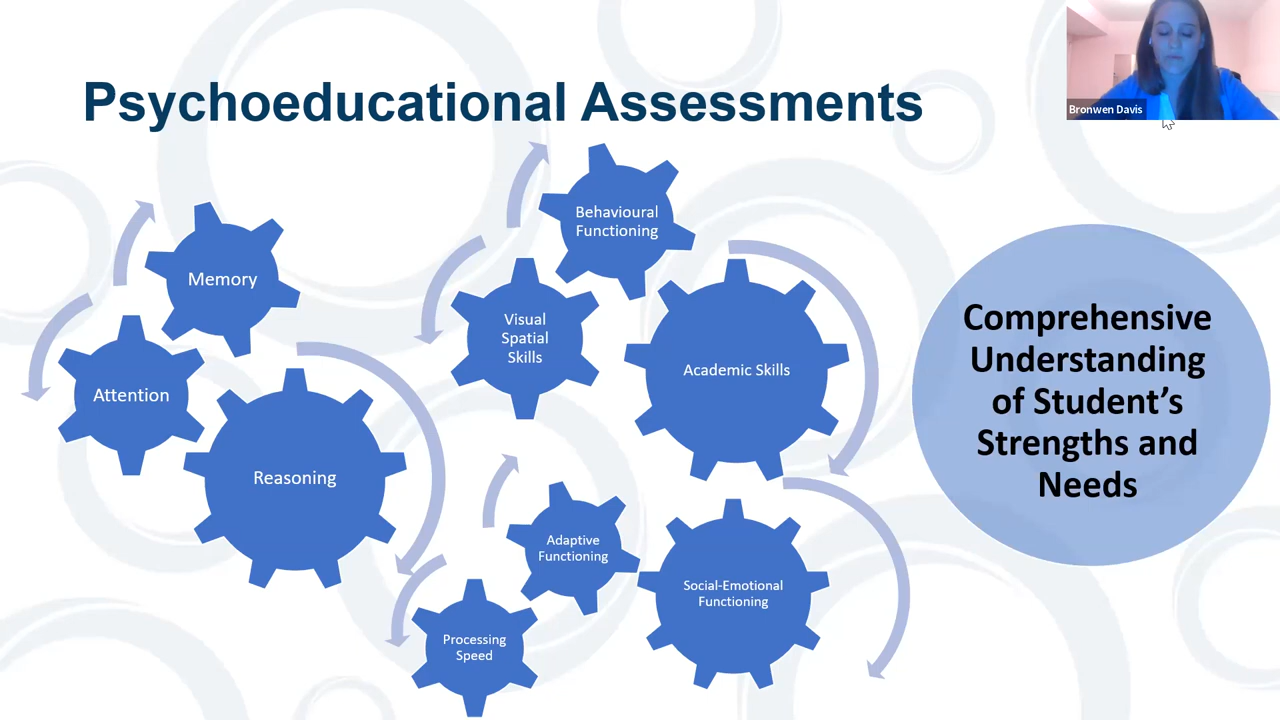 Psychoeducational Assessments
Bronwen Davis
Memory
Attention
Reasoning
Behavioural
Functioning
Visual
Spatial
Skills
Academic Skills
Adaptive
Functioning
Processing
Speed
Social-Emotional
Functioning
Comprehensive
Understanding
of Student’s
Strengths and
Needs